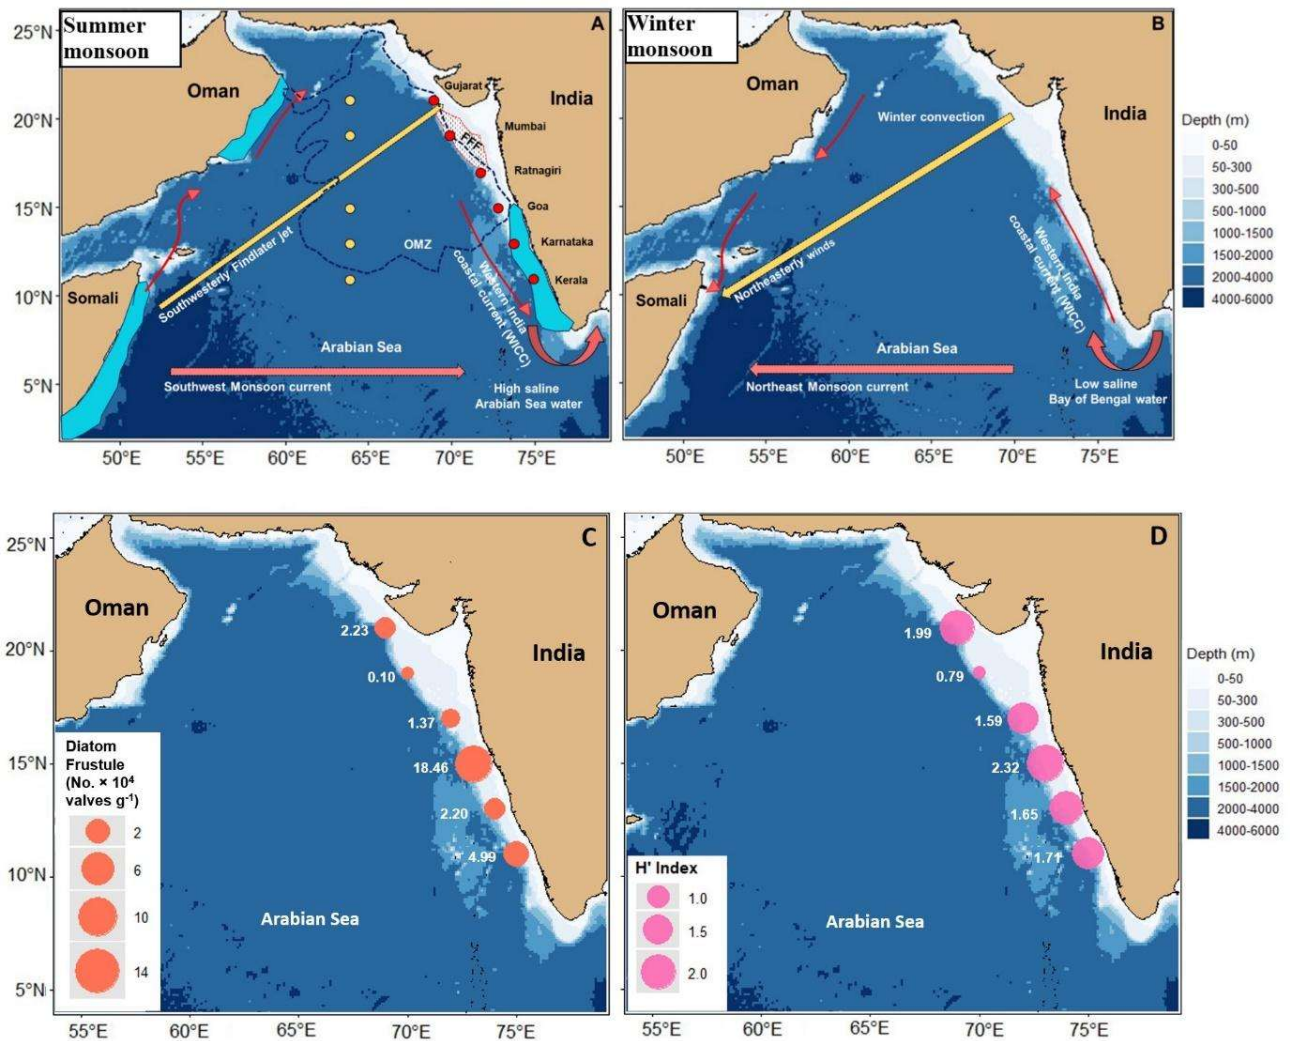 Summer
monsoon
A
Oman
Gujarat
India
Mumbai
FFF
Ratnagiri
Goa
OMZ
Karnataka
Kerala
Southwesterly Findlater jet
Western India
coastal current (WICC)
Somali
Arabian Sea
Southwest Monsoon current
High saline
Arabian Sea water
25°N
20°N
15°N
10°N
5°N
50°E
55°E
60°E
65°E
70°E
75°E
Winter
monsoon
B
Oman
India
Winter convection
Northeasterly winds
Western India
coastal current (WICC)
Somali
Arabian Sea
Northeast Monsoon current
Low saline
Bay of Bengal water
50°E
55°E
60°E
65°E
70°E
75°E
Depth (m)
0-50
50-300
300-500
500-1000
1000-1500
1500-2000
2000-4000
4000-6000
C
Oman
India
2.23
0.10
1.37
18.46
2.20
4.99
Arabian Sea
Diatom
Frustule
(No. × 10⁴
valves g⁻¹)
2
6
10
14
25°N
20°N
15°N
10°N
5°N
55°E
60°E
65°E
70°E
75°E
D
Oman
India
1.99
0.79
1.59
2.32
1.65
1.71
Arabian Sea
H' Index
1.0
1.5
2.0
55°E
60°E
65°E
70°E
75°E
Depth (m)
0-50
50-300
300-500
500-1000
1000-1500
1500-2000
2000-4000
4000-6000